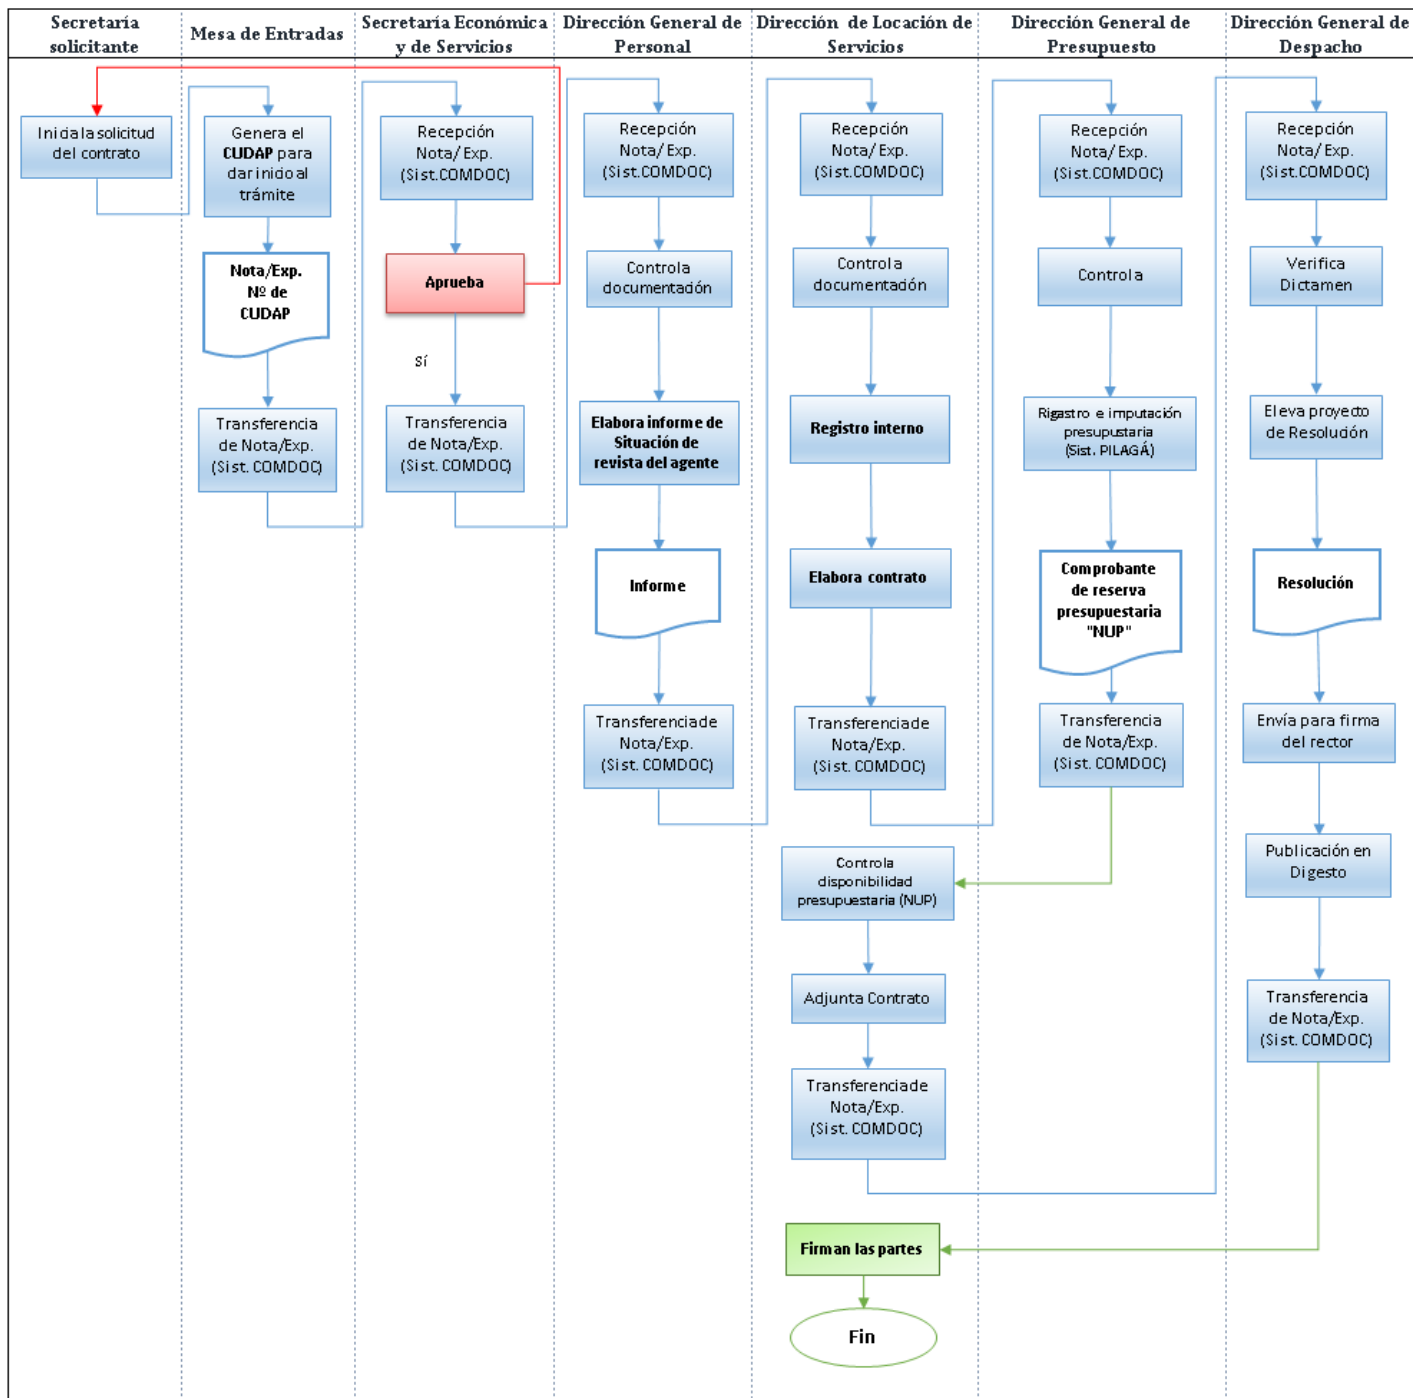 Secretaría
solicitante
Mesa de Entradas
Secretaría Económica
y de Servicios
Dirección General de
Personal
Dirección de Locación de
Servicios
Dirección General de
Presupuesto
Dirección General de
Despacho
Inicia la solicitud
del contrato
Genera el
CUDAP para
dar inicio al
trámite
Nota/Exp.
Nº de
CUDAP
Transferencia
de Nota/Exp.
(Sist. COMDOC)
Recepción
Nota/ Exp.
(Sist.COMDOC)
Aprueba
Sí
Transferencia
de Nota/Exp.
(Sist. COMDOC)
Recepción
Nota/ Exp.
(Sist.COMDOC)
Controla
documentación
Elabora informe de
Situación de
revista del agente
Informe
Transferencia de
Nota/Exp.
(Sist. COMDOC)
Recepción
Nota/ Exp.
(Sist.COMDOC)
Controla
documentación
Registro interno
Elabora contrato
Transferencia de
Nota/Exp.
(Sist. COMDOC)
Controla
disponibilidad
presupuestaria (NUP)
Adjunta Contrato
Transferencia de
Nota/Exp.
(Sist. COMDOC)
Firman las partes
Fin
Recepción
Nota/ Exp.
(Sist.COMDOC)
Controla
Rigastro e imputación
presupustaria
(Sist. PILAGÁ)
Comprobante
de reserva
presupuestaria
"NUP"
Transferencia
de Nota/Exp.
(Sist. COMDOC)
Recepción
Nota/ Exp.
(Sist.COMDOC)
Verifica
Dictamen
Eleva proyecto
de Resolución
Resolución
Envía para firma
del rector
Publicación en
Digesto
Transferencia
de Nota/Exp.
(Sist. COMDOC)